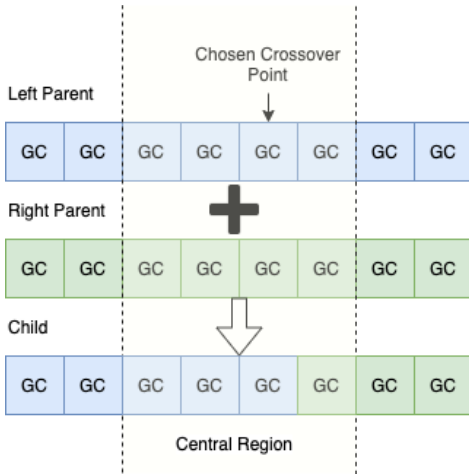 Chosen Crossover
Point
Left Parent
GC GC GC GC GC GC GC GC
Right Parent
GC GC GC GC GC GC GC GC
Child
GC GC GC GC GC GC GC GC
Central Region